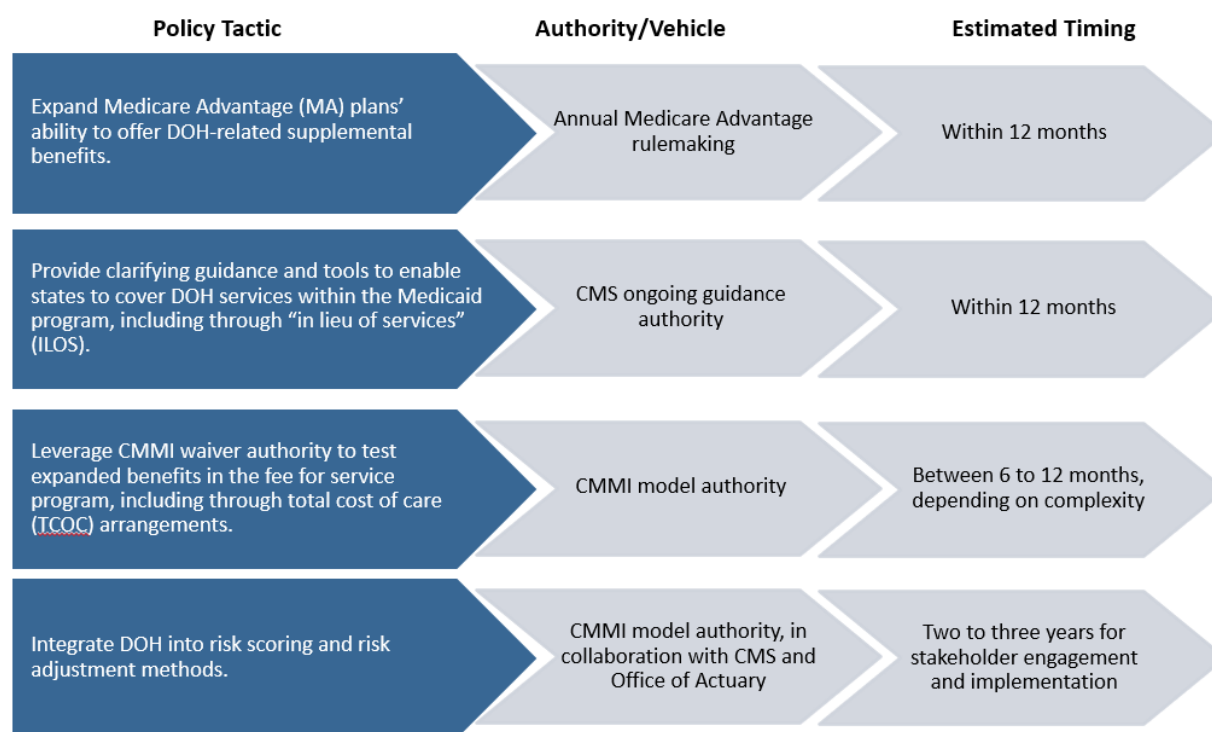 Policy Tactic
Authority/Vehicle
Estimated Timing
Expand Medicare Advantage (MA) plans’
ability to offer DOH-related supplemental
benefits.
Annual Medicare Advantage
rulemaking
Within 12 months
Provide clarifying guidance and tools to enable
states to cover DOH services within the Medicaid
program, including through “in lieu of services”
(ILOS).
CMS ongoing guidance
authority
Within 12 months
Leverage CMMI waiver authority to test
expanded benefits in the fee for service
program, including through total cost of care
(TCOC) arrangements.
CMMI model authority
Between 6 to 12 months,
depending on complexity
Integrate DOH into risk scoring and risk
adjustment methods.
CMMI model authority, in
collaboration with CMS and
Office of Actuary
Two to three years for
stakeholder engagement
and implementation